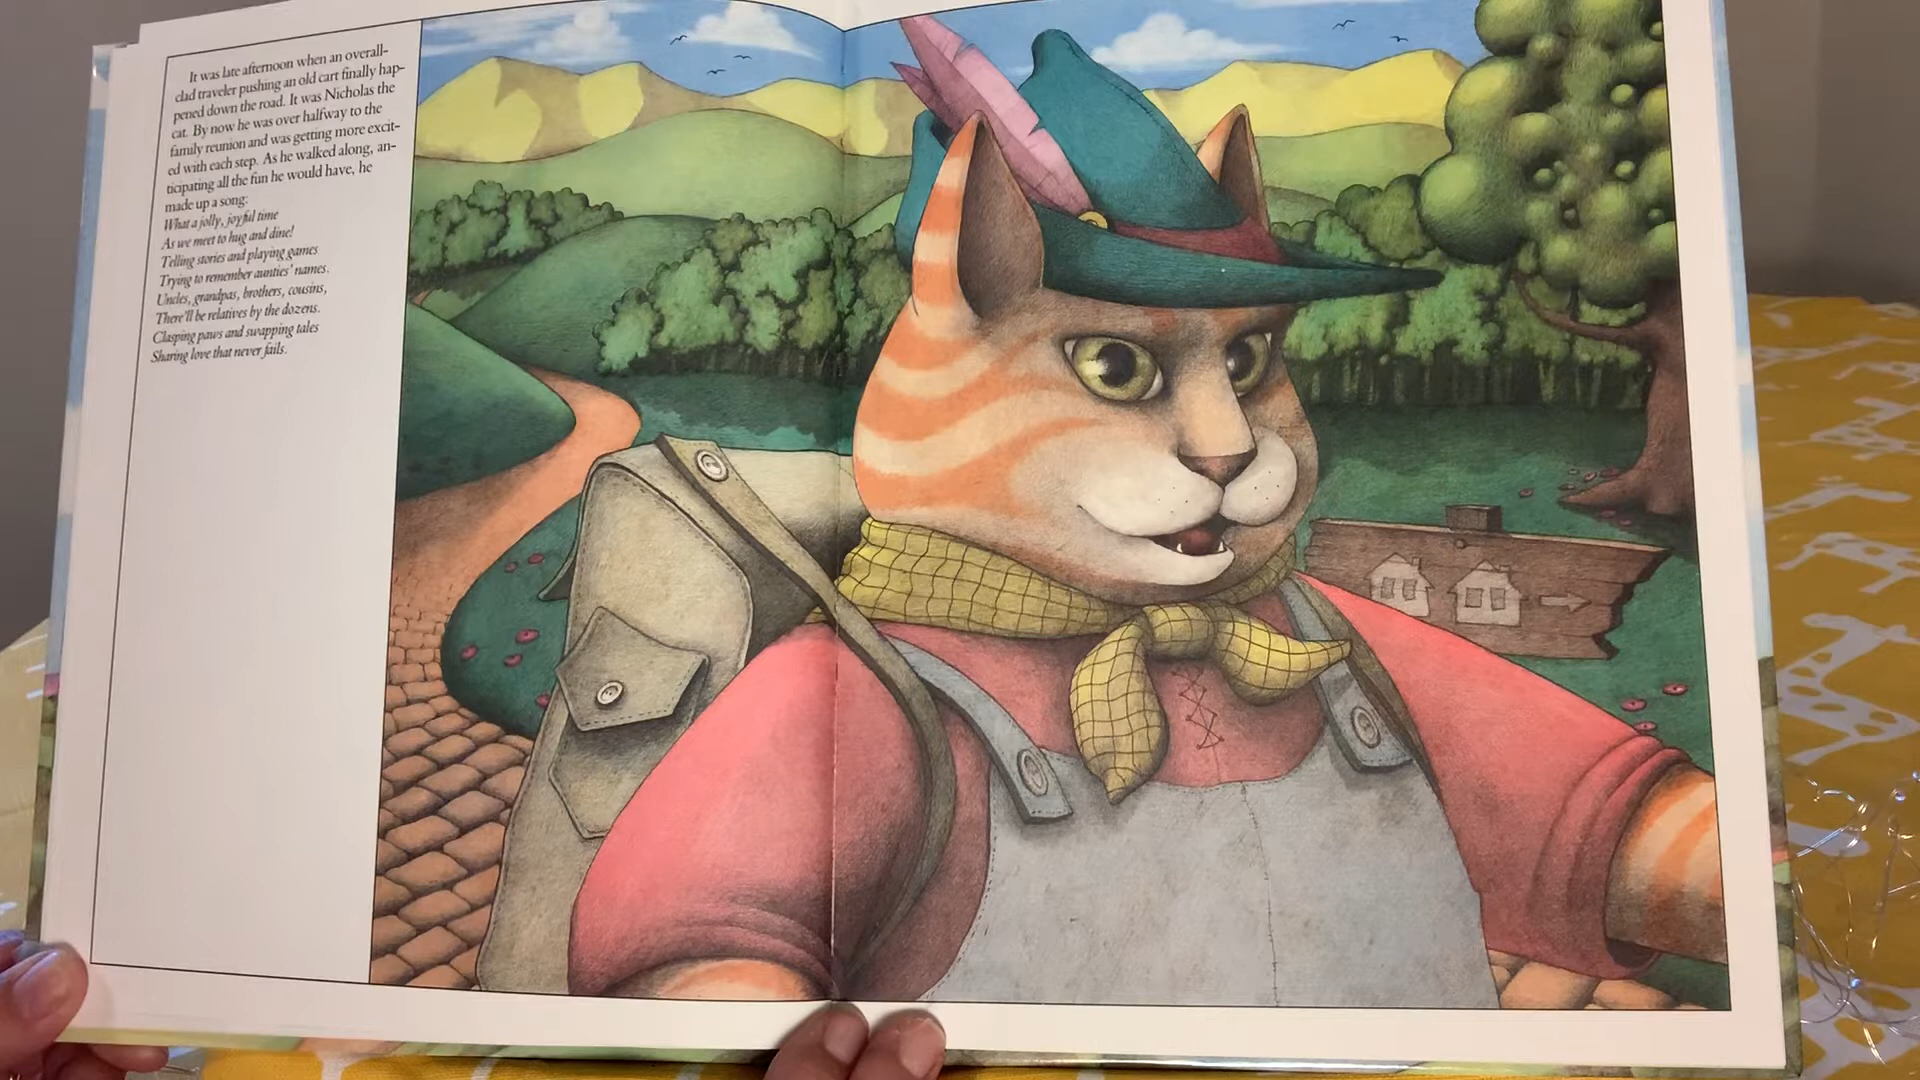 It was late afternoon when an overall-
clad traveler pushing an old cart finally hap-
pened down the road. It was Nicholas the
cat. By now he was over halfway to the
family reunion and was getting more excit-
ed with each step. As he walked along, an-
ticipating all the fun he would have, he
made up a song:
What a jolly, joyful time
As we meet to hug and dine!
Telling stories and playing games
Trying to remember aunties' names.
Uncles, grandpas, brothers, cousins,
There'll be relatives by the dozens.
Clasping paws and swapping tales
Sharing love that never fails.